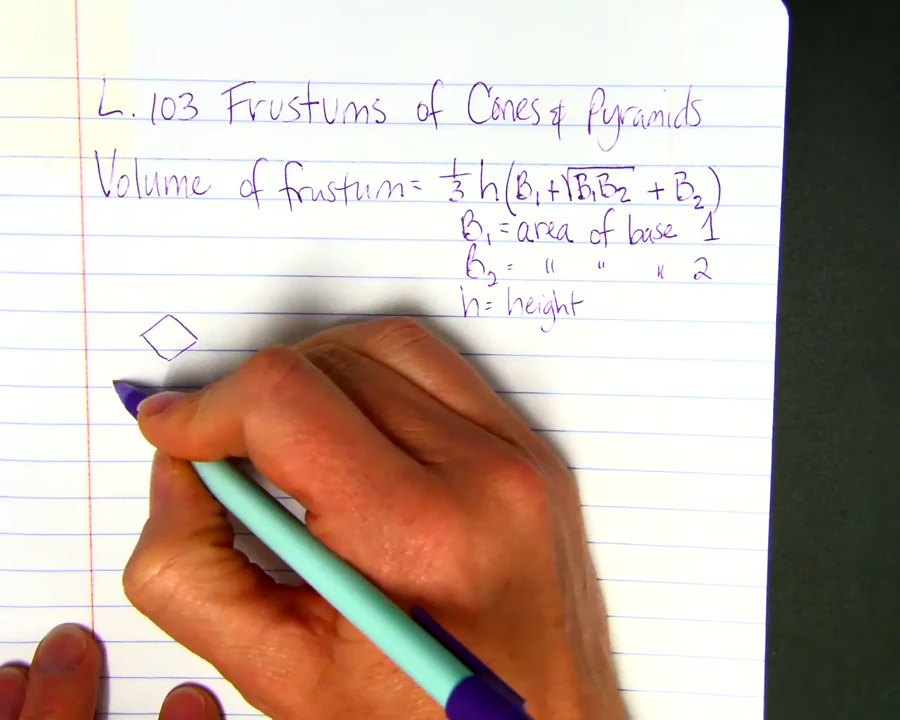 L. 103 Frustums of Cones & Pyramids
Volume of frustum = 1/3 h(B₁ + √B₁B₂ + B₂)
B₁ = area of base 1
B₂ = " " " 2
h = height